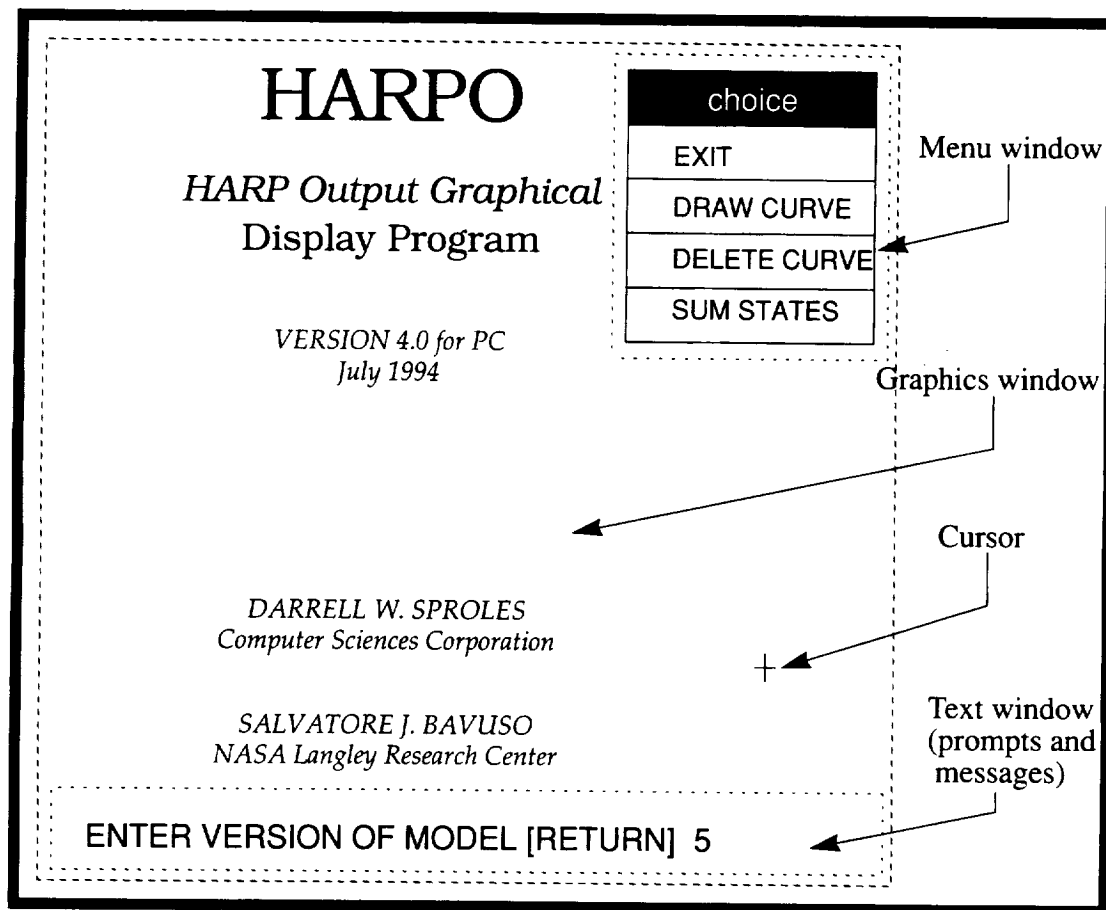 HARPO
HARP Output Graphical
Display Program
VERSION 4.0 for PC
July 1994
DARRELL W. SPROLES
Computer Sciences Corporation
SALVATORE J. BAVUSO
NASA Langley Research Center
ENTER VERSION OF MODEL [RETURN] 5
choice
EXIT
DRAW CURVE
DELETE CURVE
SUM STATES
Menu window
Graphics window
Cursor
Text window
(prompts and
messages)